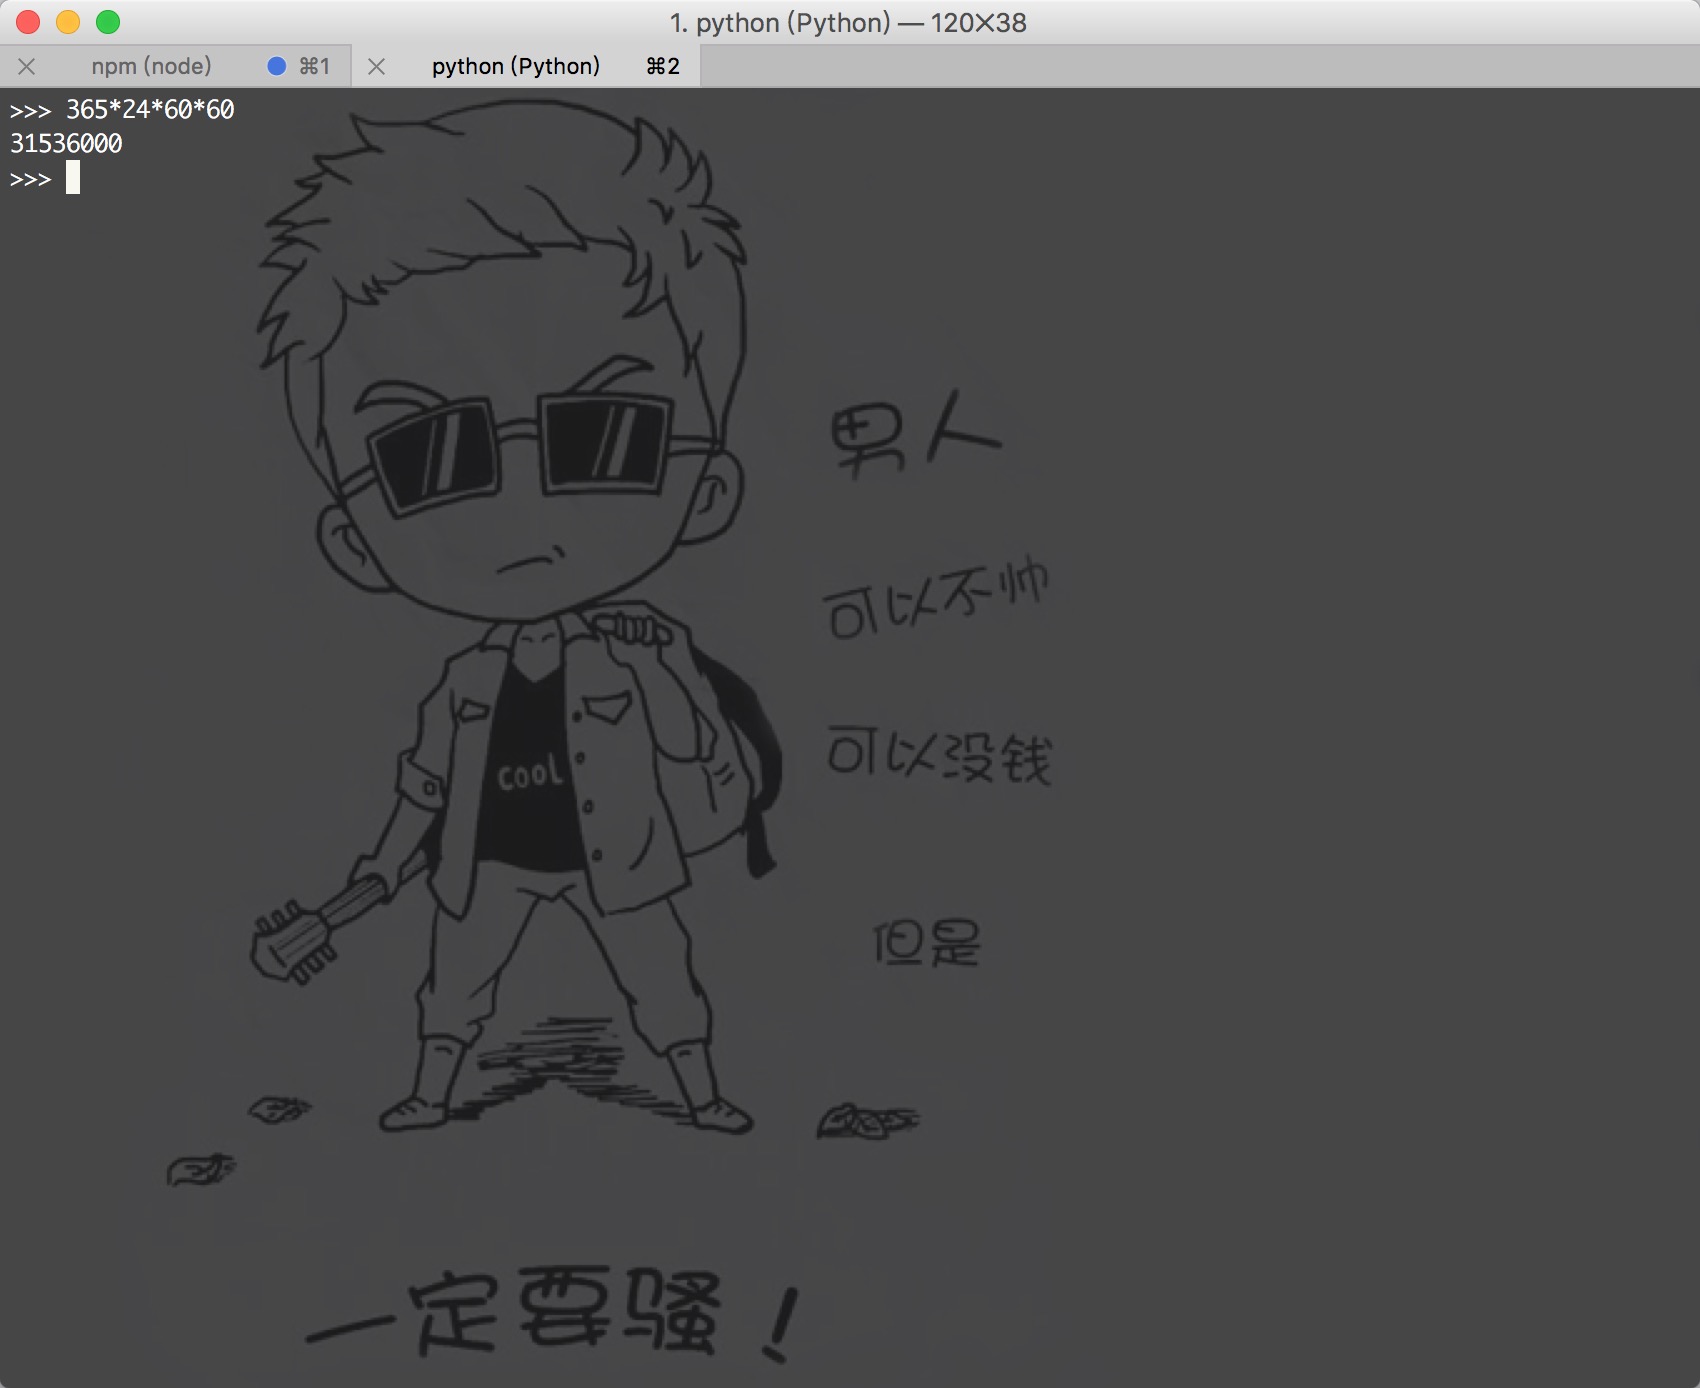 1. python (Python) — 120×38
npm (node) ⌘1 python (Python) ⌘2
>>> 365*24*60*60
31536000
>>>
男人
可以不帅
可以没钱
COOL
但是
一定要骚！